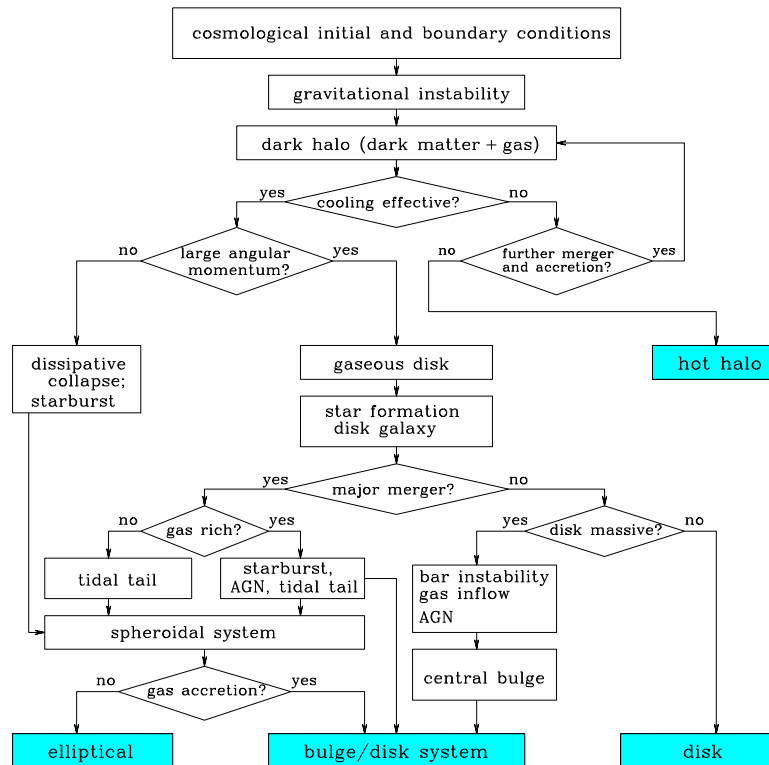 cosmological initial and boundary conditions
gravitational instability
dark halo (dark matter + gas)
yes
no
cooling effective?
no
large angular
momentum?
yes
no
further merger
and accretion?
yes
dissipative
collapse;
starburst
gaseous disk
hot halo
star formation
disk galaxy
yes
major merger?
no
no
gas rich?
yes
yes
disk massive?
no
tidal tail
starburst,
AGN, tidal tail
bar instability
gas inflow
AGN
spheroidal system
no
gas accretion?
yes
central bulge
elliptical
bulge/disk system
disk